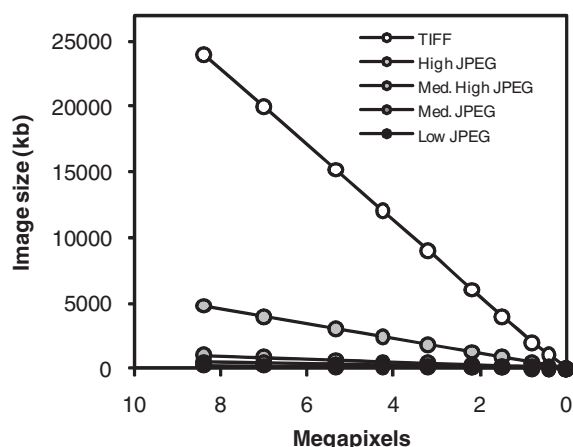 25000
20000
15000
10000
5000
0
Image size (kb)
TIFF
High JPEG
Med. High JPEG
Med. JPEG
Low JPEG
10 8 6 4 2 0
Megapixels